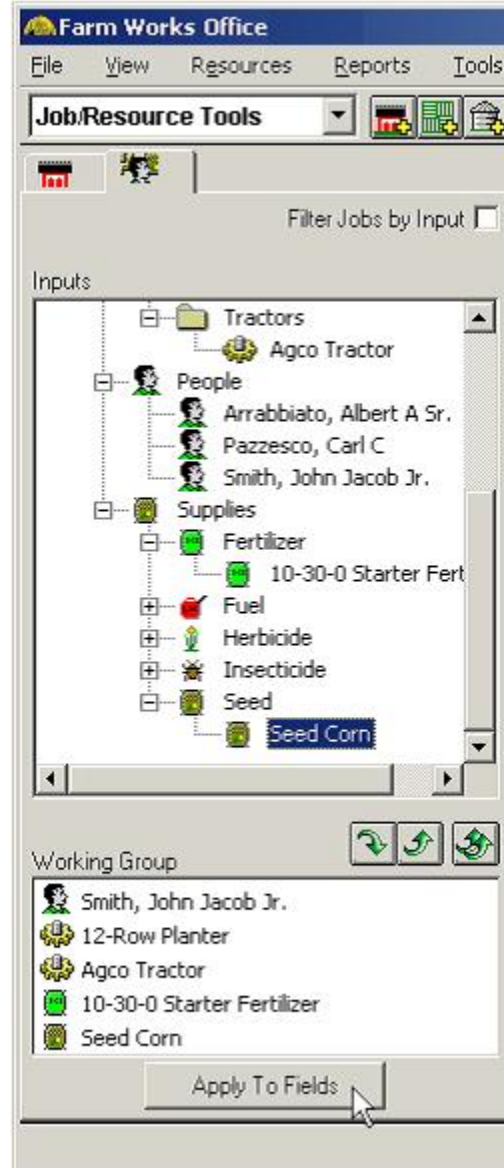 Farm Works Office
File View Resources Reports Tools
Job/Resource Tools
Filter Jobs by Input
Inputs
Tractors
Agco Tractor
People
Arrabbiato, Albert A Sr.
Pazzesco, Carl C
Smith, John Jacob Jr.
Supplies
Fertilizer
10-30-0 Starter Fert
Fuel
Herbicide
Insecticide
Seed
Seed Corn
Working Group
Smith, John Jacob Jr.
12-Row Planter
Agco Tractor
10-30-0 Starter Fertilizer
Seed Corn
Apply To Fields